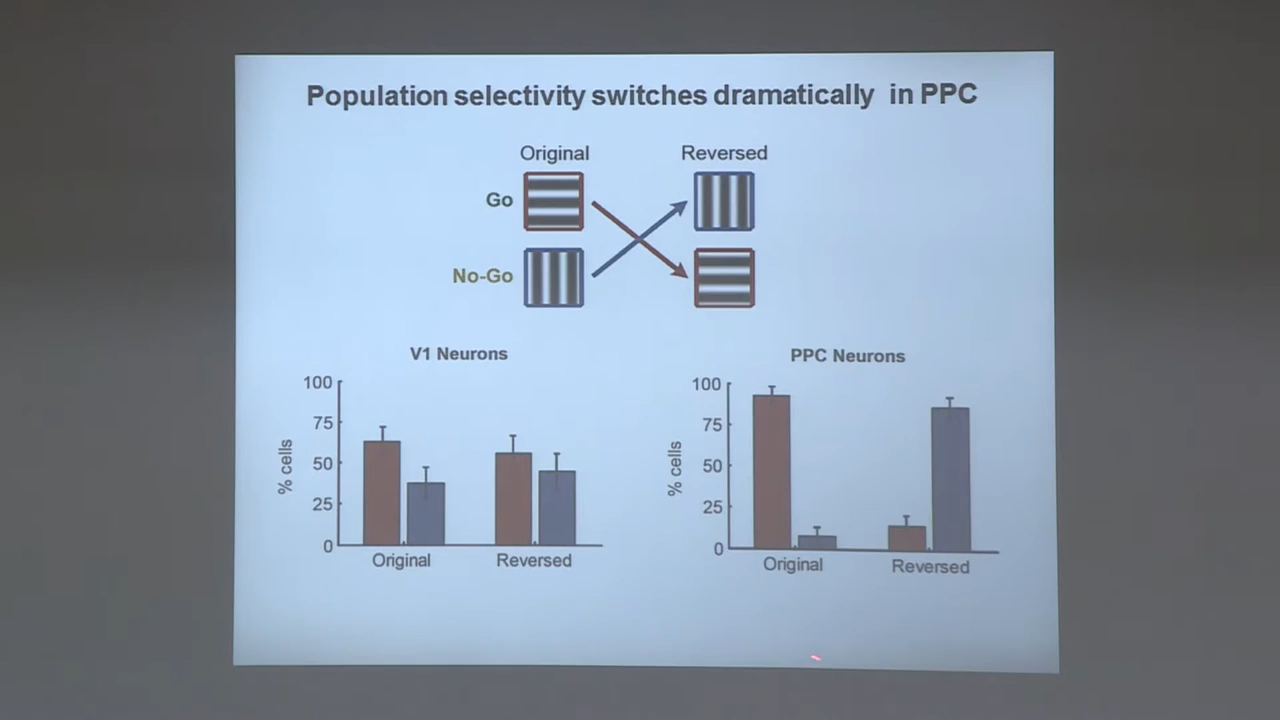 Population selectivity switches dramatically in PPC
Original
Reversed
Go
No-Go
V1 Neurons
100
75
50
25
0
% cells
Original
Reversed
PPC Neurons
100
75
50
25
0
% cells
Original
Reversed